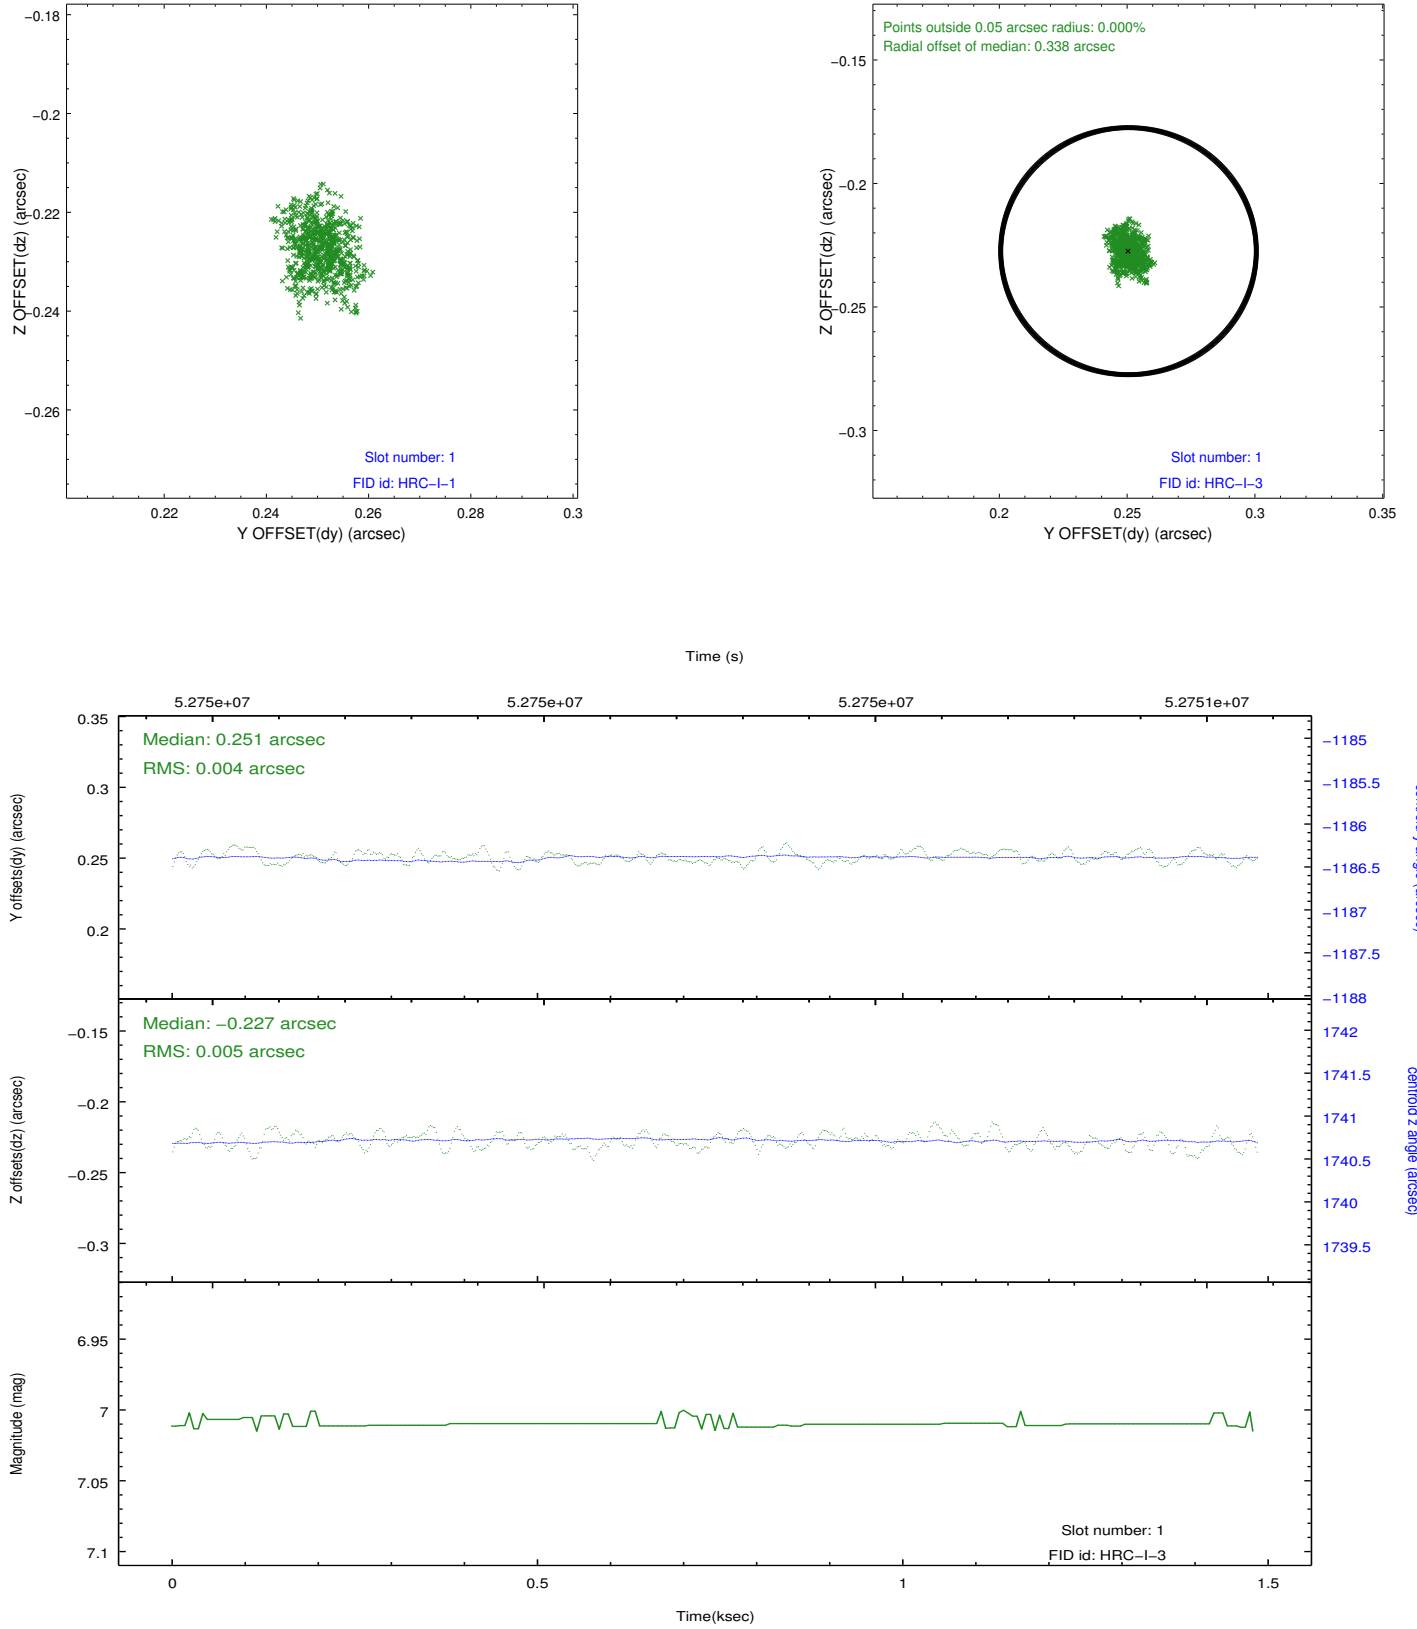 −0.18
−0.2
−0.22
−0.24
−0.26
Z OFFSET(dz) (arcsec)
Slot number: 1
FID id: HRC−I−1
0.22
0.24
0.26
0.28
0.3
Y OFFSET(dy) (arcsec)
Points outside 0.05 arcsec radius: 0.000%
Radial offset of median: 0.338 arcsec
−0.15
−0.2
−0.25
−0.3
Z OFFSET(dz) (arcsec)
Slot number: 1
FID id: HRC−I−3
0.2
0.25
0.3
0.35
Y OFFSET(dy) (arcsec)
Time (s)
5.275e+07
5.275e+07
5.275e+07
5.2751e+07
Median: 0.251 arcsec
RMS: 0.004 arcsec
0.35
0.3
0.25
0.2
Y offsets(dy) (arcsec)
−1185
−1185.5
−1186
−1186.5
−1187
−1187.5
−1188
Median: −0.227 arcsec
RMS: 0.005 arcsec
−0.15
−0.2
−0.25
−0.3
Z offsets(dz) (arcsec)
1742
1741.5
1741
1740.5
1740
1739.5
centroid z angle (arcsec)
6.95
7
7.05
7.1
Magnitude (mag)
Slot number: 1
FID id: HRC−I−3
0
0.5
1
1.5
Time(ksec)